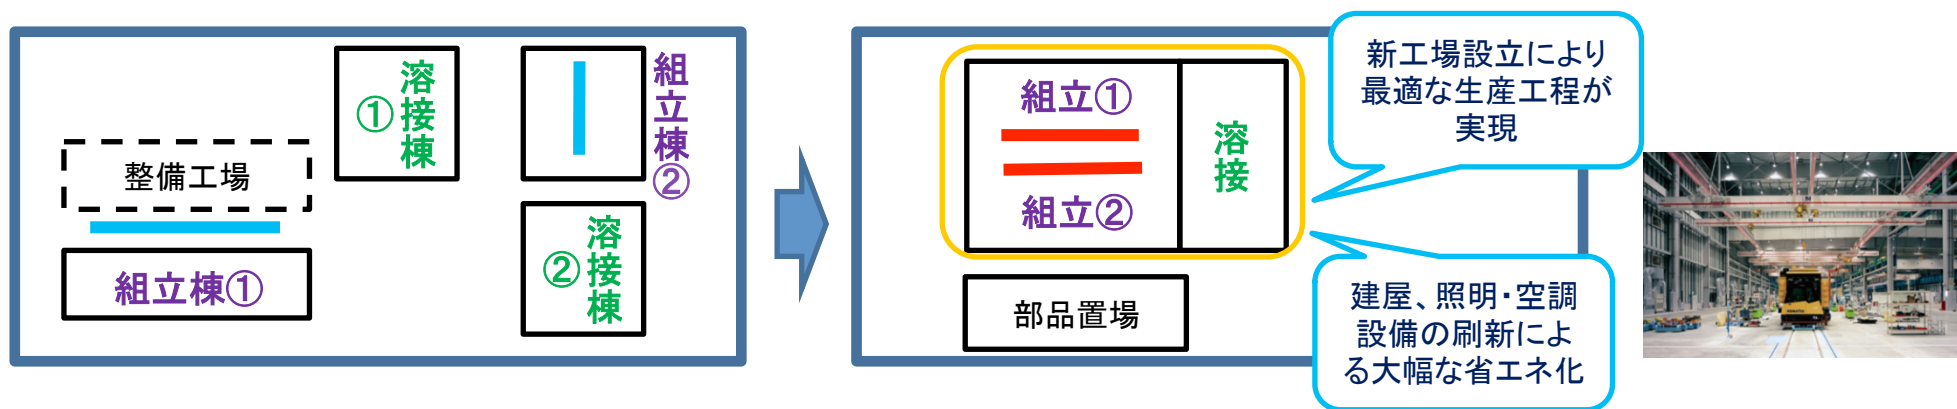 整備工場
組立棟①
溶接棟①
組立棟②
溶接棟②
組立①
組立②
溶接
部品置場
新工場設立により
最適な生産工程が
実現
建屋、照明・空調
設備の刷新によ
る大幅な省エネ化